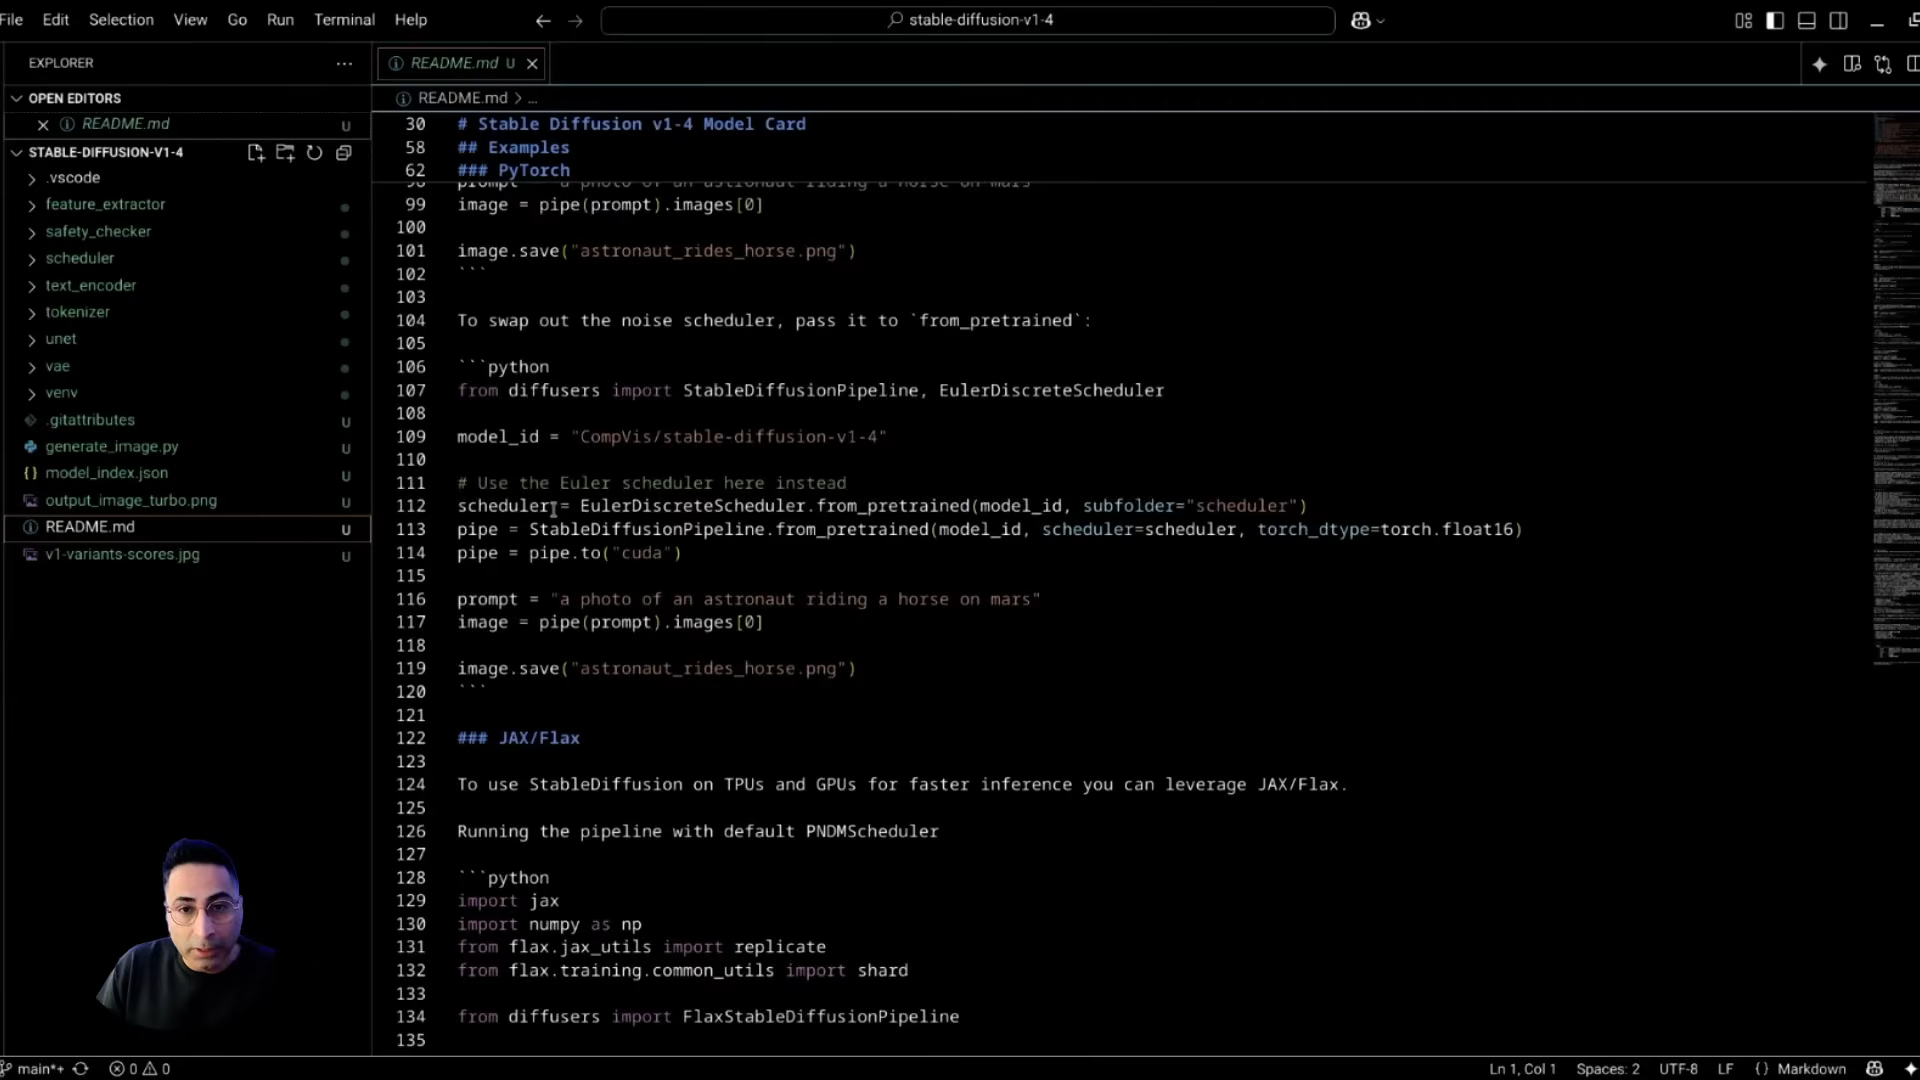 File Edit Selection View Go Run Terminal Help stable-diffusion-v1-4
EXPLORER ...
OPEN EDITORS
README.md U
STABLE-DIFFUSION-V1-4
.vscode
feature_extractor
safety_checker
scheduler
text_encoder
tokenizer
unet
vae
venv
.gitattributes U
generate_image.py U
{} model_index.json U
output_image_turbo.png U
README.md U
v1-variants-scores.jpg U
README.md U
README.md > ...
30 # Stable Diffusion v1-4 Model Card
58 ## Examples
62 ### PyTorch
98 prompt = "a photo of an astronaut riding a horse on mars"
99 image = pipe(prompt).images[0]
100
101 image.save("astronaut_rides_horse.png")
102 ```
103
104 To swap out the noise scheduler, pass it to `from_pretrained`:
105
106 ```python
107 from diffusers import StableDiffusionPipeline, EulerDiscreteScheduler
108
109 model_id = "CompVis/stable-diffusion-v1-4"
110
111 # Use the Euler scheduler here instead
112 scheduler = EulerDiscreteScheduler.from_pretrained(model_id, subfolder="scheduler")
113 pipe = StableDiffusionPipeline.from_pretrained(model_id, scheduler=scheduler, torch_dtype=torch.float16)
114 pipe = pipe.to("cuda")
115
116 prompt = "a photo of an astronaut riding a horse on mars"
117 image = pipe(prompt).images[0]
118
119 image.save("astronaut_rides_horse.png")
120 ```
121
122 ### JAX/Flax
123
124 To use StableDiffusion on TPUs and GPUs for faster inference you can leverage JAX/Flax.
125
126 Running the pipeline with default PNDMScheduler
127
128 ```python
129 import jax
130 import numpy as np
131 from flax.jax_utils import replicate
132 from flax.training.common_utils import shard
133
134 from diffusers import FlaxStableDiffusionPipeline
135
main*+ 0 0 Ln 1, Col 1 Spaces: 2 UTF-8 LF {} Markdown